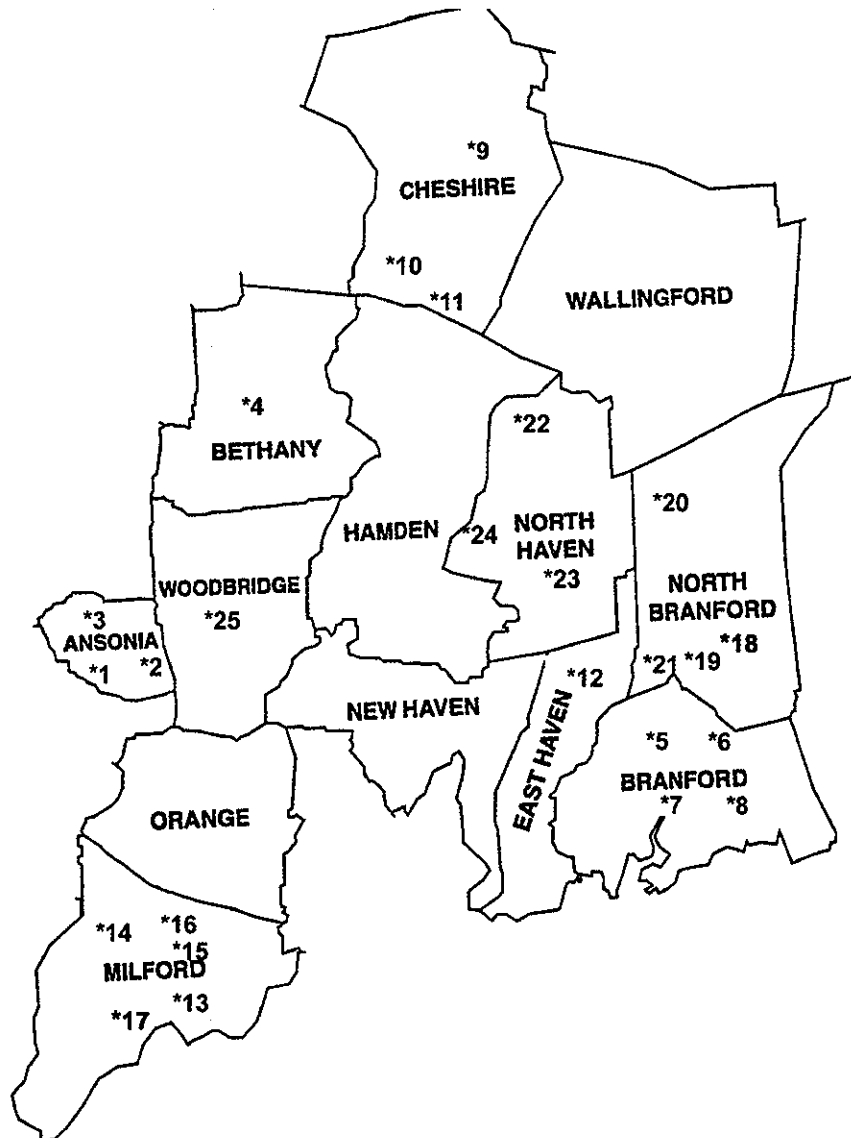 *9
CHESHIRE
*10
*11
WALLINGFORD
*4
BETHANY
*22
*20
HAMDEN
*24
NORTH
HAVEN
*23
WOODBRIDGE
*25
NORTH
BRANFORD
*3
ANSONIA
*1
*2
*18
*19
*21
*12
NEW HAVEN
EAST HAVEN
*5
*6
BRANFORD
*7
*8
ORANGE
*14
*16
*15
MILFORD
*13
*17